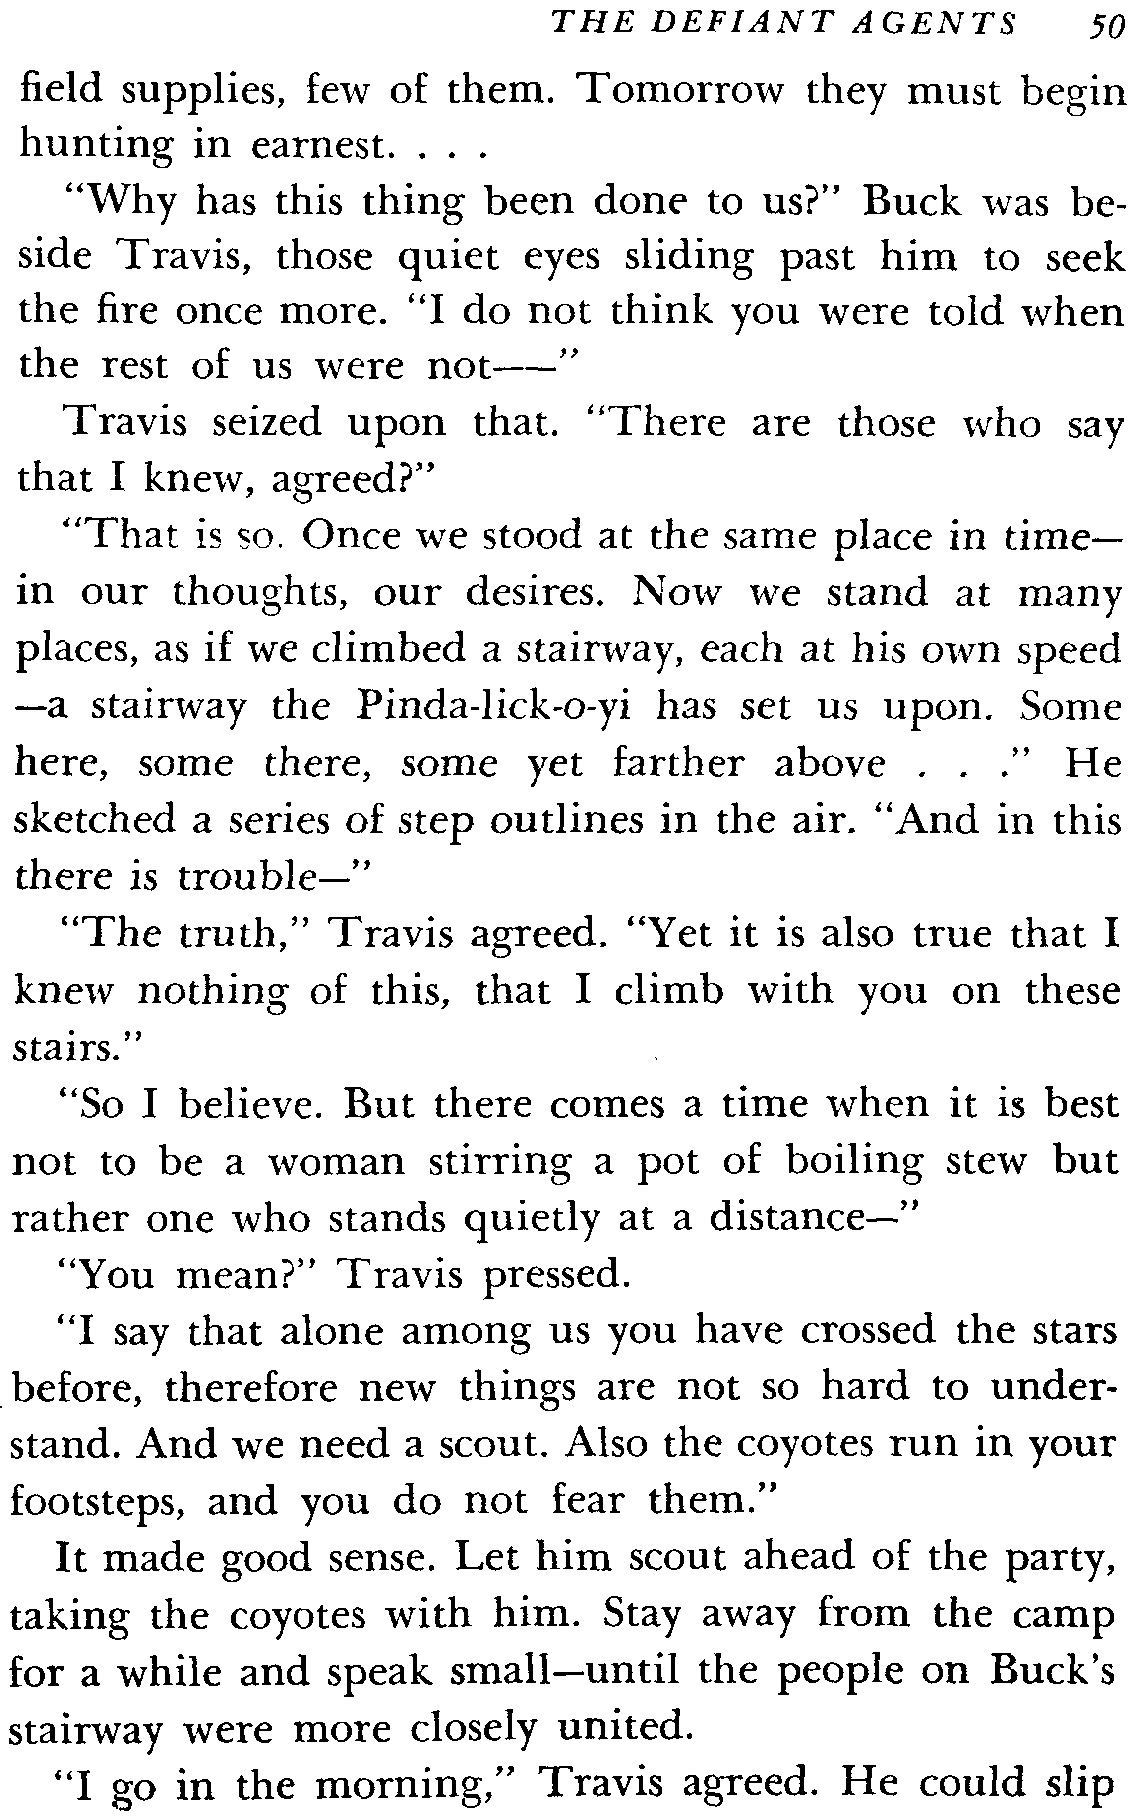 THE DEFIANT AGENTS 50
field supplies, few of them. Tomorrow they must begin
hunting in earnest. . . .
"Why has this thing been done to us?" Buck was be-
side Travis, those quiet eyes sliding past him to seek
the fire once more. "I do not think you were told when
the rest of us were not——"
Travis seized upon that. "There are those who say
that I knew, agreed?"
"That is so. Once we stood at the same place in time—
in our thoughts, our desires. Now we stand at many
places, as if we climbed a stairway, each at his own speed
—a stairway the Pinda-lick-o-yi has set us upon. Some
here, some there, some yet farther above . . ." He
sketched a series of step outlines in the air. "And in this
there is trouble—"
"The truth," Travis agreed. "Yet it is also true that I
knew nothing of this, that I climb with you on these
stairs."
"So I believe. But there comes a time when it is best
not to be a woman stirring a pot of boiling stew but
rather one who stands quietly at a distance—"
"You mean?" Travis pressed.
"I say that alone among us you have crossed the stars
before, therefore new things are not so hard to under-
stand. And we need a scout. Also the coyotes run in your
footsteps, and you do not fear them."
It made good sense. Let him scout ahead of the party,
taking the coyotes with him. Stay away from the camp
for a while and speak small—until the people on Buck's
stairway were more closely united.
"I go in the morning," Travis agreed. He could slip